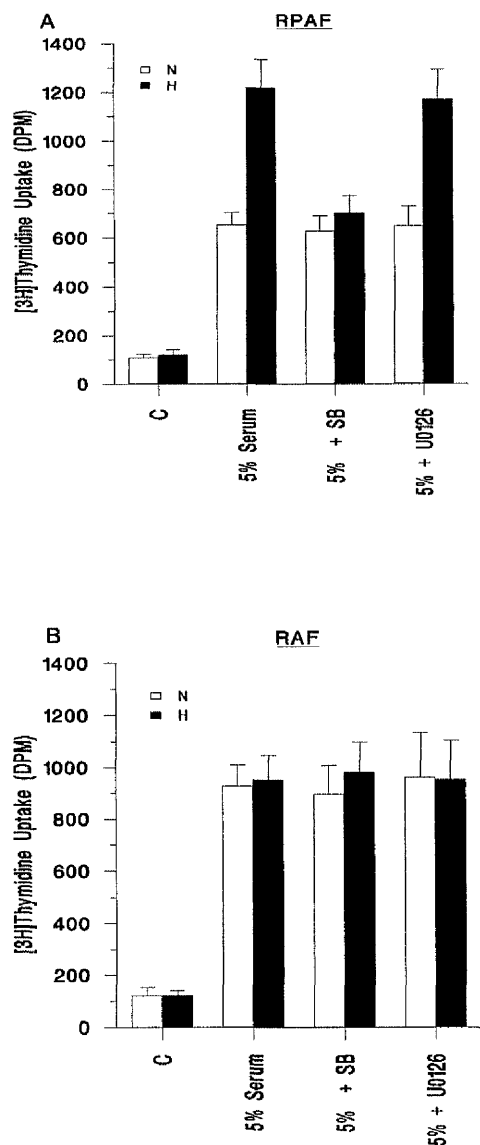 A
RPAF
1400
1200
1000
800
600
400
200
0
[3H]Thymidine Uptake (DPM)
N
H
C
5% Serum
5% + SB
5% + U0126
B
RAF
1400
1200
1000
800
600
400
200
0
[3H]Thymidine Uptake (DPM)
N
H
C
5% Serum
5% + SB
5% + U0126